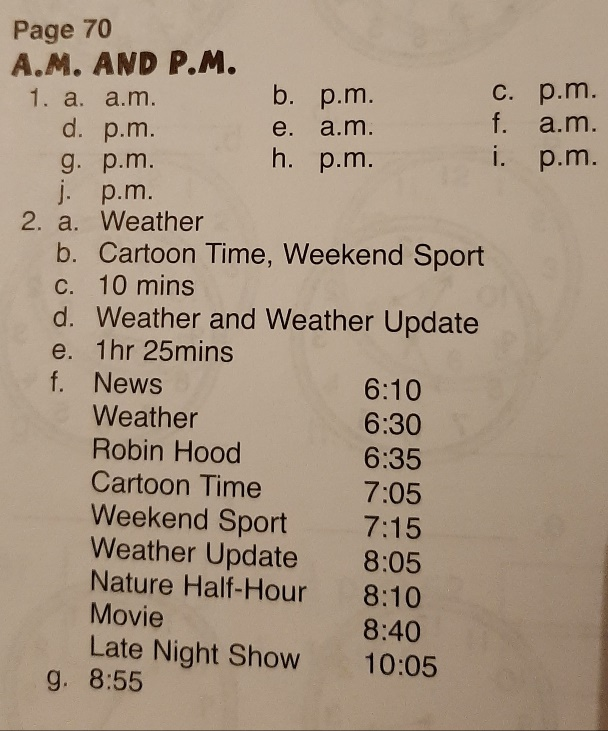 Page 70
A.M. AND P.M.
1. a. a.m. b. p.m. c. p.m.
d. p.m. e. a.m. f. a.m.
g. p.m. h. p.m. i. p.m.
j. p.m.
2. a. Weather
b. Cartoon Time, Weekend Sport
c. 10 mins
d. Weather and Weather Update
e. 1hr 25mins
f. News 6:10
Weather 6:30
Robin Hood 6:35
Cartoon Time 7:05
Weekend Sport 7:15
Weather Update 8:05
Nature Half-Hour 8:10
Movie 8:40
Late Night Show 10:05
g. 8:55